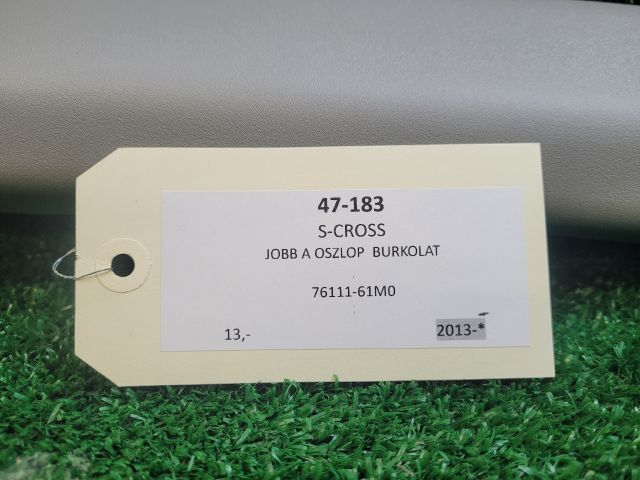 47-183
S-CROSS
JOBB A OSZLOP BURKOLAT
76111-61M0
13,- 2013-*